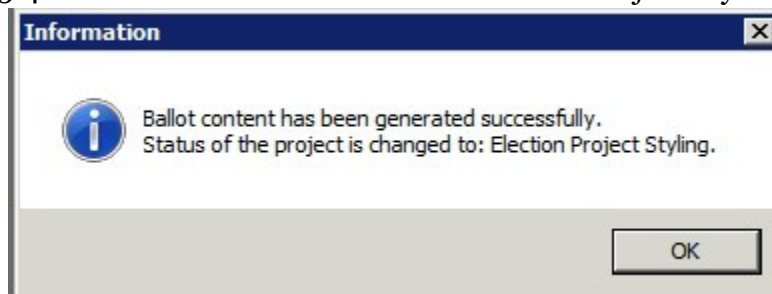 Information
Ballot content has been generated successfully.
Status of the project is changed to: Election Project Styling.
OK